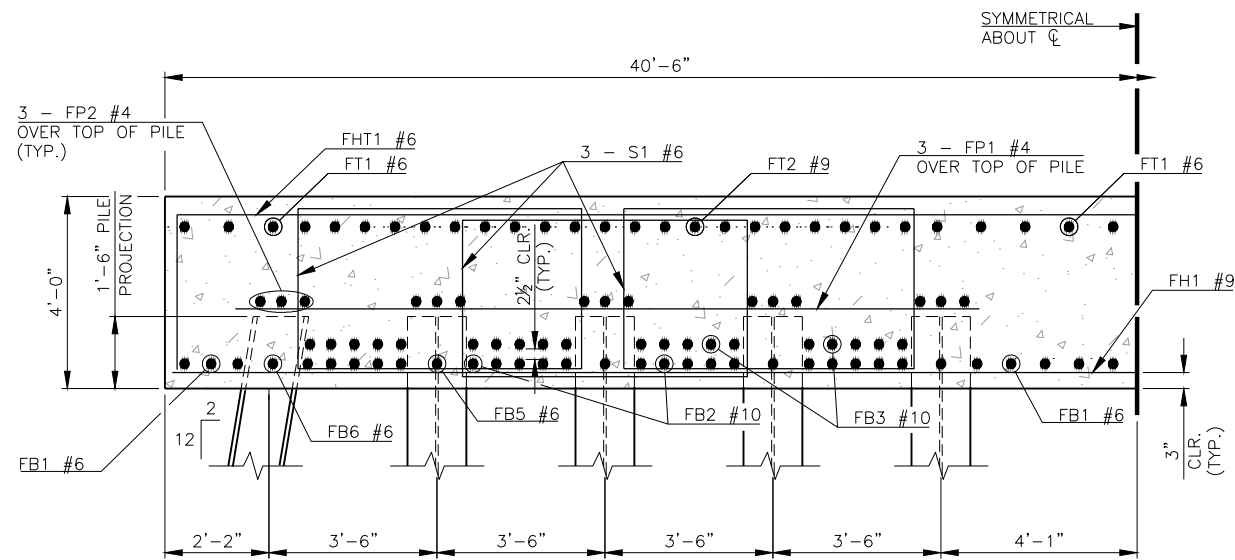 SYMMETRICAL
ABOUT ℄
40'-6"
3 - FP2 #4
OVER TOP OF PILE
(TYP.)
FHT1 #6
FT1 #6
3 - S1 #6
FT2 #9
3 - FP1 #4
OVER TOP OF PILE
FT1 #6
4'-0"
1'-6" PILE
PROJECTION
2½" CLR.
(TYP.)
FH1 #9
2
12
FB1 #6
FB6 #6
FB5 #6
FB2 #10
FB3 #10
FB1 #6
3"
CLR.
(TYP.)
2'-2"
3'-6"
3'-6"
3'-6"
3'-6"
4'-1"